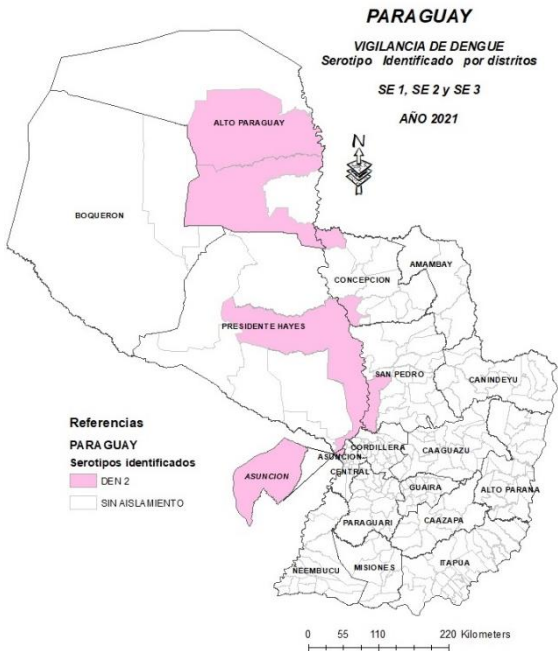 PARAGUAY
VIGILANCIA DE DENGUE
Serotipo Identificado por distritos
SE 1, SE 2 y SE 3
AÑO 2021
N
ALTO PARAGUAY
BOQUERON
CONCEPCION
AMAMBAY
PRESIDENTE HAYES
SAN PEDRO
CANINDEYU
Referencias
PARAGUAY
Serotipos identificados
DEN 2
SIN AISLAMIENTO
ASUNCION
ASUNCION
CORDILLERA
CENTRAL
CAAGUAZU
GUAIRA
ALTO PARANA
PARAGUARI
CAAZAPA
ÑEEMBUCU
MISIONES
ITAPUA
0 55 110 220 Kilometers